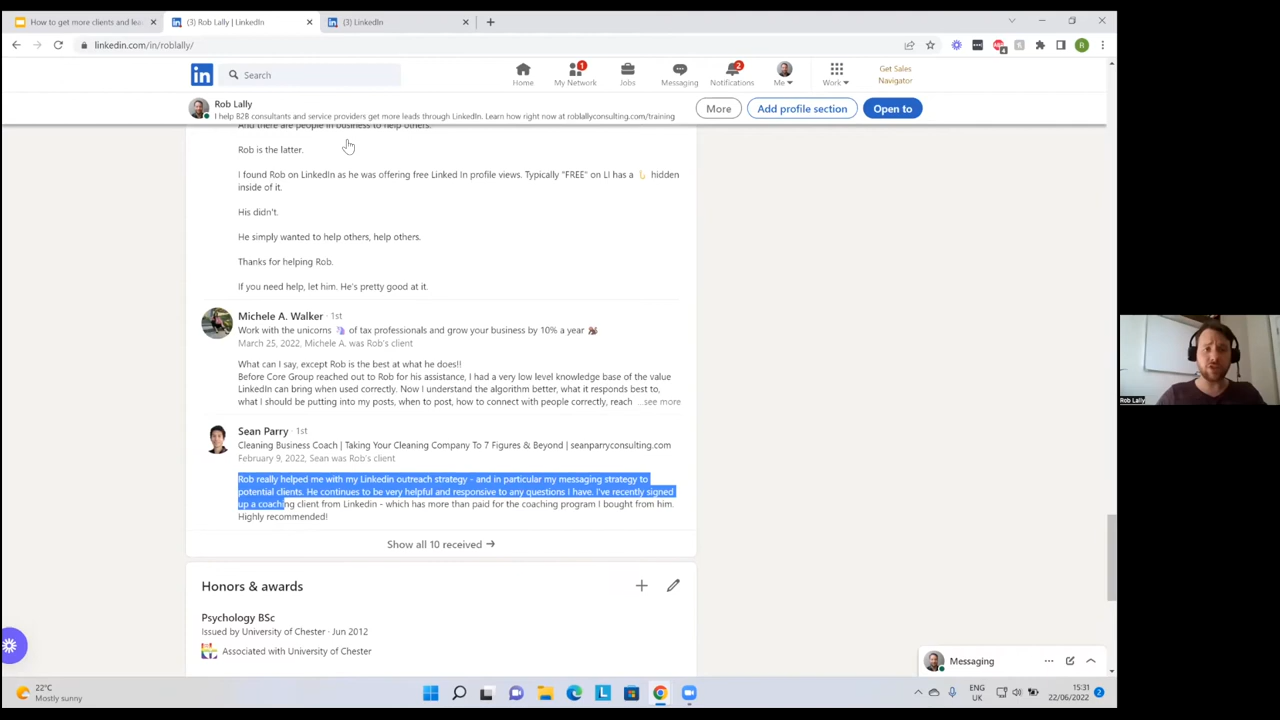 How to get more clients and lea
(3) Rob Lally | LinkedIn
(3) LinkedIn
linkedin.com/in/roblally/
4
R
in
Search
1
2
Home
My Network
Jobs
Messaging
Notifications
Me
Work
Get Sales
Navigator
Rob Lally
I help B2B consultants and service providers get more leads through LinkedIn. Learn how right now at roblallyconsulting.com/training
More
Add profile section
Open to
And there are people in business to help others.
Rob is the latter.
I found Rob on LinkedIn as he was offering free Linked In profile views. Typically "FREE" on LI has a 🪝 hidden
inside of it.
His didn't.
He simply wanted to help others, help others.
Thanks for helping Rob.
If you need help, let him. He's pretty good at it.
Michele A. Walker · 1st
Work with the unicorns 🦄 of tax professionals and grow your business by 10% a year
March 25, 2022, Michele A. was Rob's client
What can I say, except Rob is the best at what he does!!
Before Core Group reached out to Rob for his assistance, I had a very low level knowledge base of the value
LinkedIn can bring when used correctly. Now I understand the algorithm better, what it responds best to,
what I should be putting into my posts, when to post, how to connect with people correctly, reach ...see more
Sean Parry · 1st
Cleaning Business Coach | Taking Your Cleaning Company To 7 Figures & Beyond | seanparryconsulting.com
February 9, 2022, Sean was Rob's client
Rob really helped me with my Linkedin outreach strategy - and in particular my messaging strategy to
potential clients. He continues to be very helpful and responsive to any questions I have. I've recently signed
up a coaching client from Linkedin - which has more than paid for the coaching program I bought from him.
Highly recommended!
Show all 10 received →
Honors & awards
Psychology BSc
Issued by University of Chester · Jun 2012
Associated with University of Chester
Messaging
Rob Lally
22°C
Mostly sunny
L
ENG
UK
15:31
22/06/2022
2